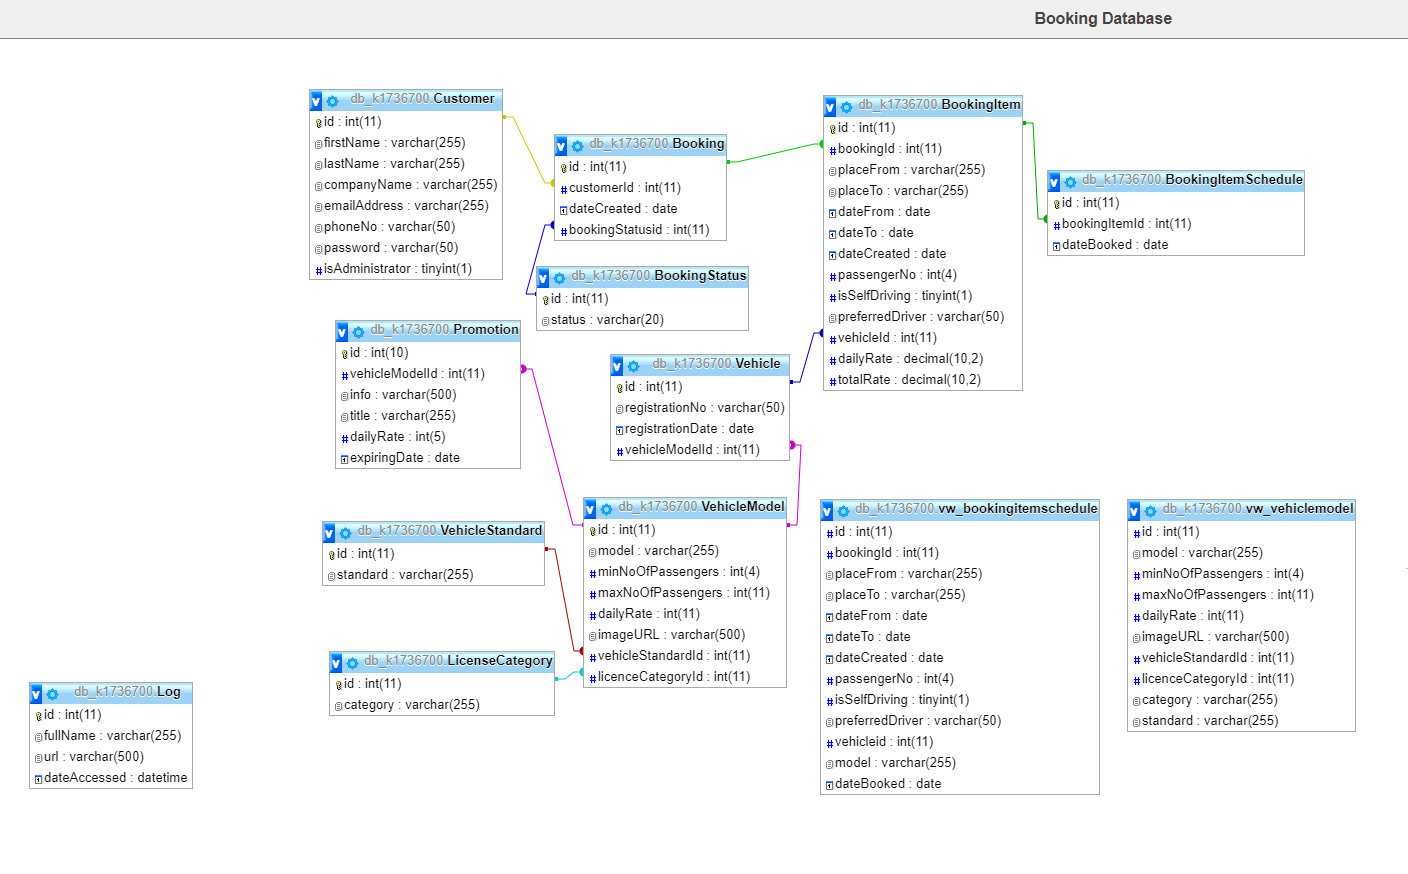 Booking Database
db_k1736700 Customer
id : int(11)
firstName : varchar(255)
lastName : varchar(255)
companyName : varchar(255)
emailAddress : varchar(255)
phoneNo : varchar(50)
password : varchar(50)
isAdministrator : tinyint(1)
db_k1736700 Booking
id : int(11)
customerId : int(11)
dateCreated : date
bookingStatusid : int(11)
db_k1736700 BookingItem
id : int(11)
bookingId : int(11)
placeFrom : varchar(255)
placeTo : varchar(255)
dateFrom : date
dateTo : date
dateCreated : date
passengerNo : int(4)
isSelfDriving : tinyint(1)
preferredDriver : varchar(50)
vehicleId : int(11)
dailyRate : decimal(10,2)
totalRate : decimal(10,2)
db_k1736700 BookingItemSchedule
id : int(11)
bookingItemId : int(11)
dateBooked : date
db_k1736700 BookingStatus
id : int(11)
status : varchar(20)
db_k1736700 Promotion
id : int(10)
vehicleModelId : int(11)
info : varchar(500)
title : varchar(255)
dailyRate : int(5)
expiringDate : date
db_k1736700 Vehicle
id : int(11)
registrationNo : varchar(50)
registrationDate : date
vehicleModelId : int(11)
db_k1736700 VehicleStandard
id : int(11)
standard : varchar(255)
db_k1736700 VehicleModel
id : int(11)
model : varchar(255)
minNoOfPassengers : int(4)
maxNoOfPassengers : int(11)
dailyRate : int(11)
imageURL : varchar(500)
vehicleStandardId : int(11)
licenceCategoryId : int(11)
db_k1736700 vw_bookingitemschedule
id : int(11)
bookingId : int(11)
placeFrom : varchar(255)
placeTo : varchar(255)
dateFrom : date
dateTo : date
dateCreated : date
passengerNo : int(4)
isSelfDriving : tinyint(1)
preferredDriver : varchar(50)
vehicleid : int(11)
model : varchar(255)
dateBooked : date
db_k1736700 vw_vehiclemodel
id : int(11)
model : varchar(255)
minNoOfPassengers : int(4)
maxNoOfPassengers : int(11)
dailyRate : int(11)
imageURL : varchar(500)
vehicleStandardId : int(11)
licenceCategoryId : int(11)
category : varchar(255)
standard : varchar(255)
db_k1736700 LicenseCategory
id : int(11)
category : varchar(255)
db_k1736700 Log
id : int(11)
fullName : varchar(255)
url : varchar(500)
dateAccessed : datetime